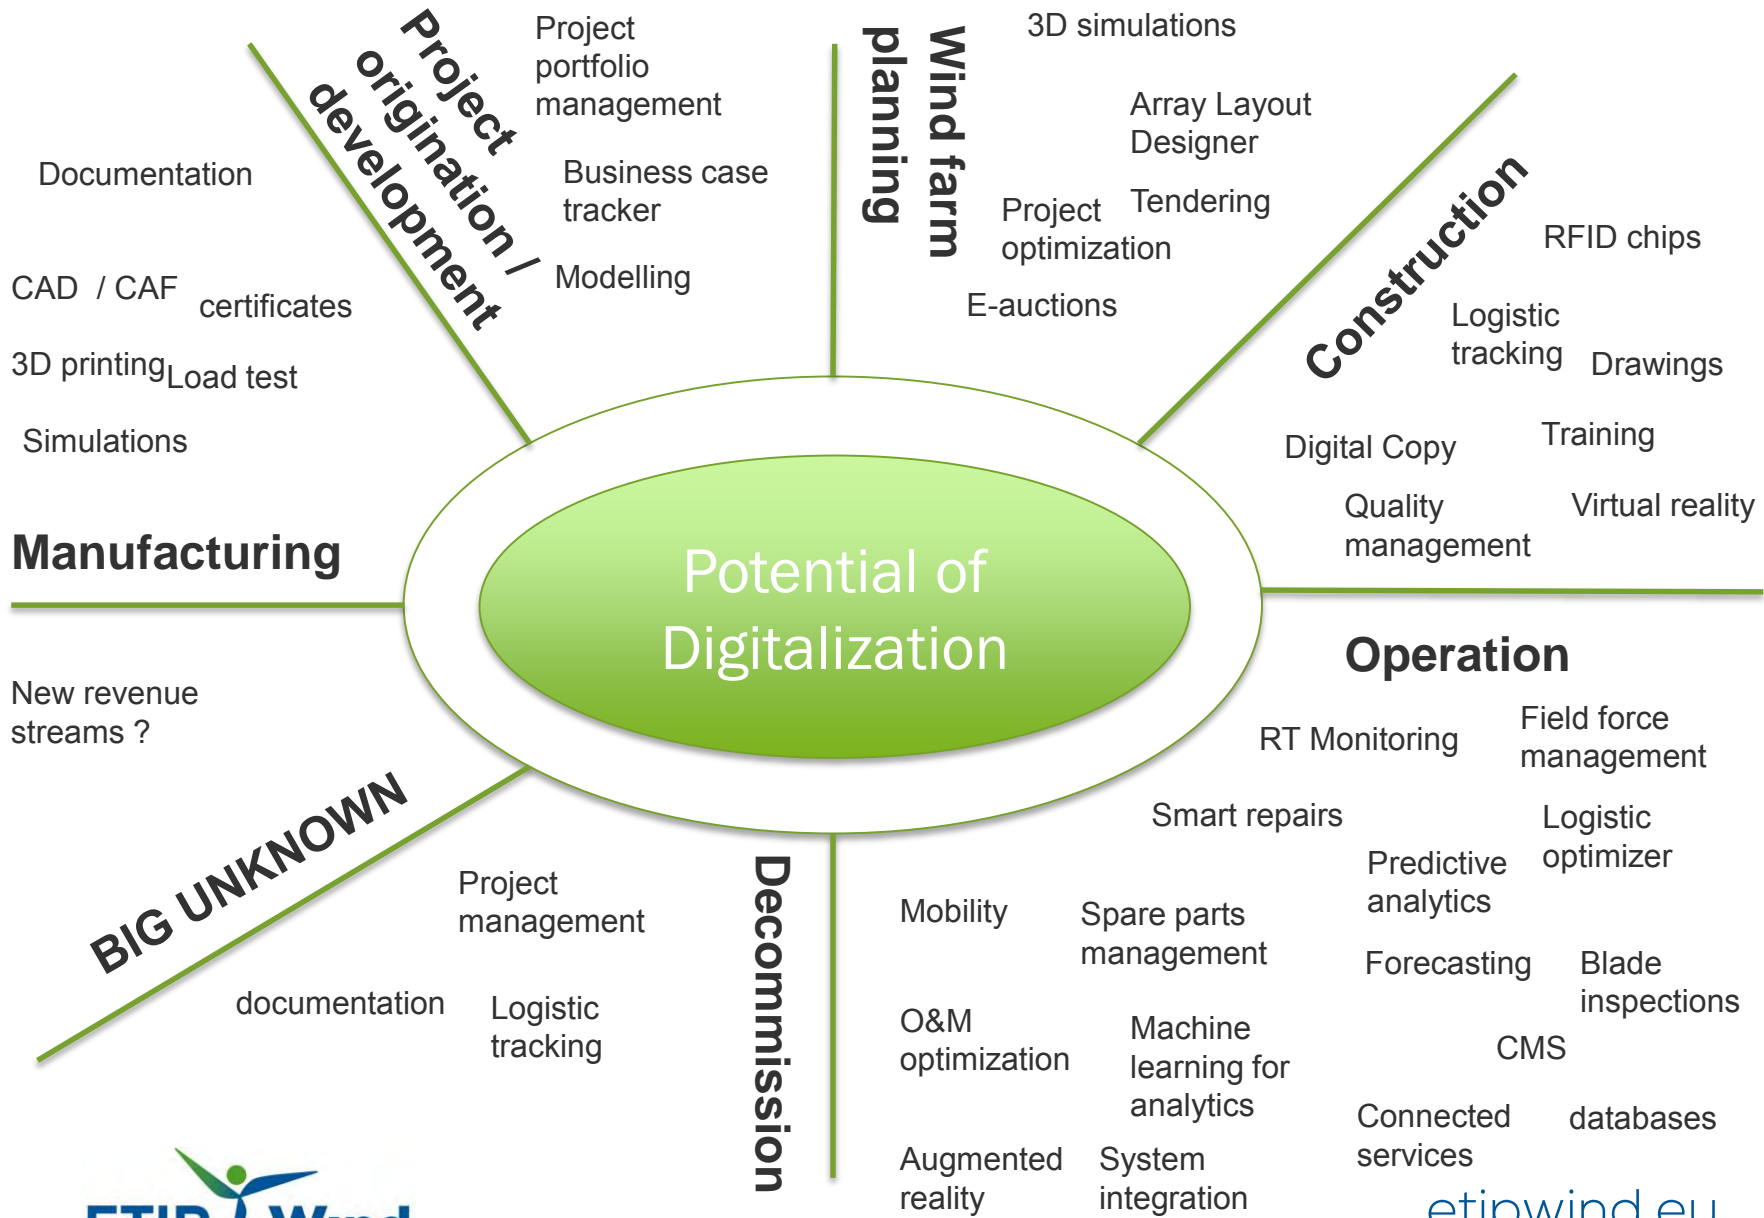 Project
origination /
development
Project
portfolio
management
Business case
tracker
Modelling
Wind farm
planning
3D simulations
Array Layout
Designer
Tendering
Project
optimization
E-auctions
Construction
RFID chips
Logistic
tracking
Drawings
Digital Copy
Training
Quality
management
Virtual reality
Documentation
CAD / CAF
certificates
3D printing
Load test
Simulations
Manufacturing
Potential of
Digitalization
Operation
RT Monitoring
Field force
management
Smart repairs
Logistic
optimizer
Predictive
analytics
Mobility
Spare parts
management
Forecasting
Blade
inspections
O&M
optimization
Machine
learning for
analytics
CMS
Connected
services
databases
Augmented
reality
System
integration
New revenue
streams ?
BIG UNKNOWN
Project
management
documentation
Logistic
tracking
Decommission
ETIP Wind
etipwind.eu